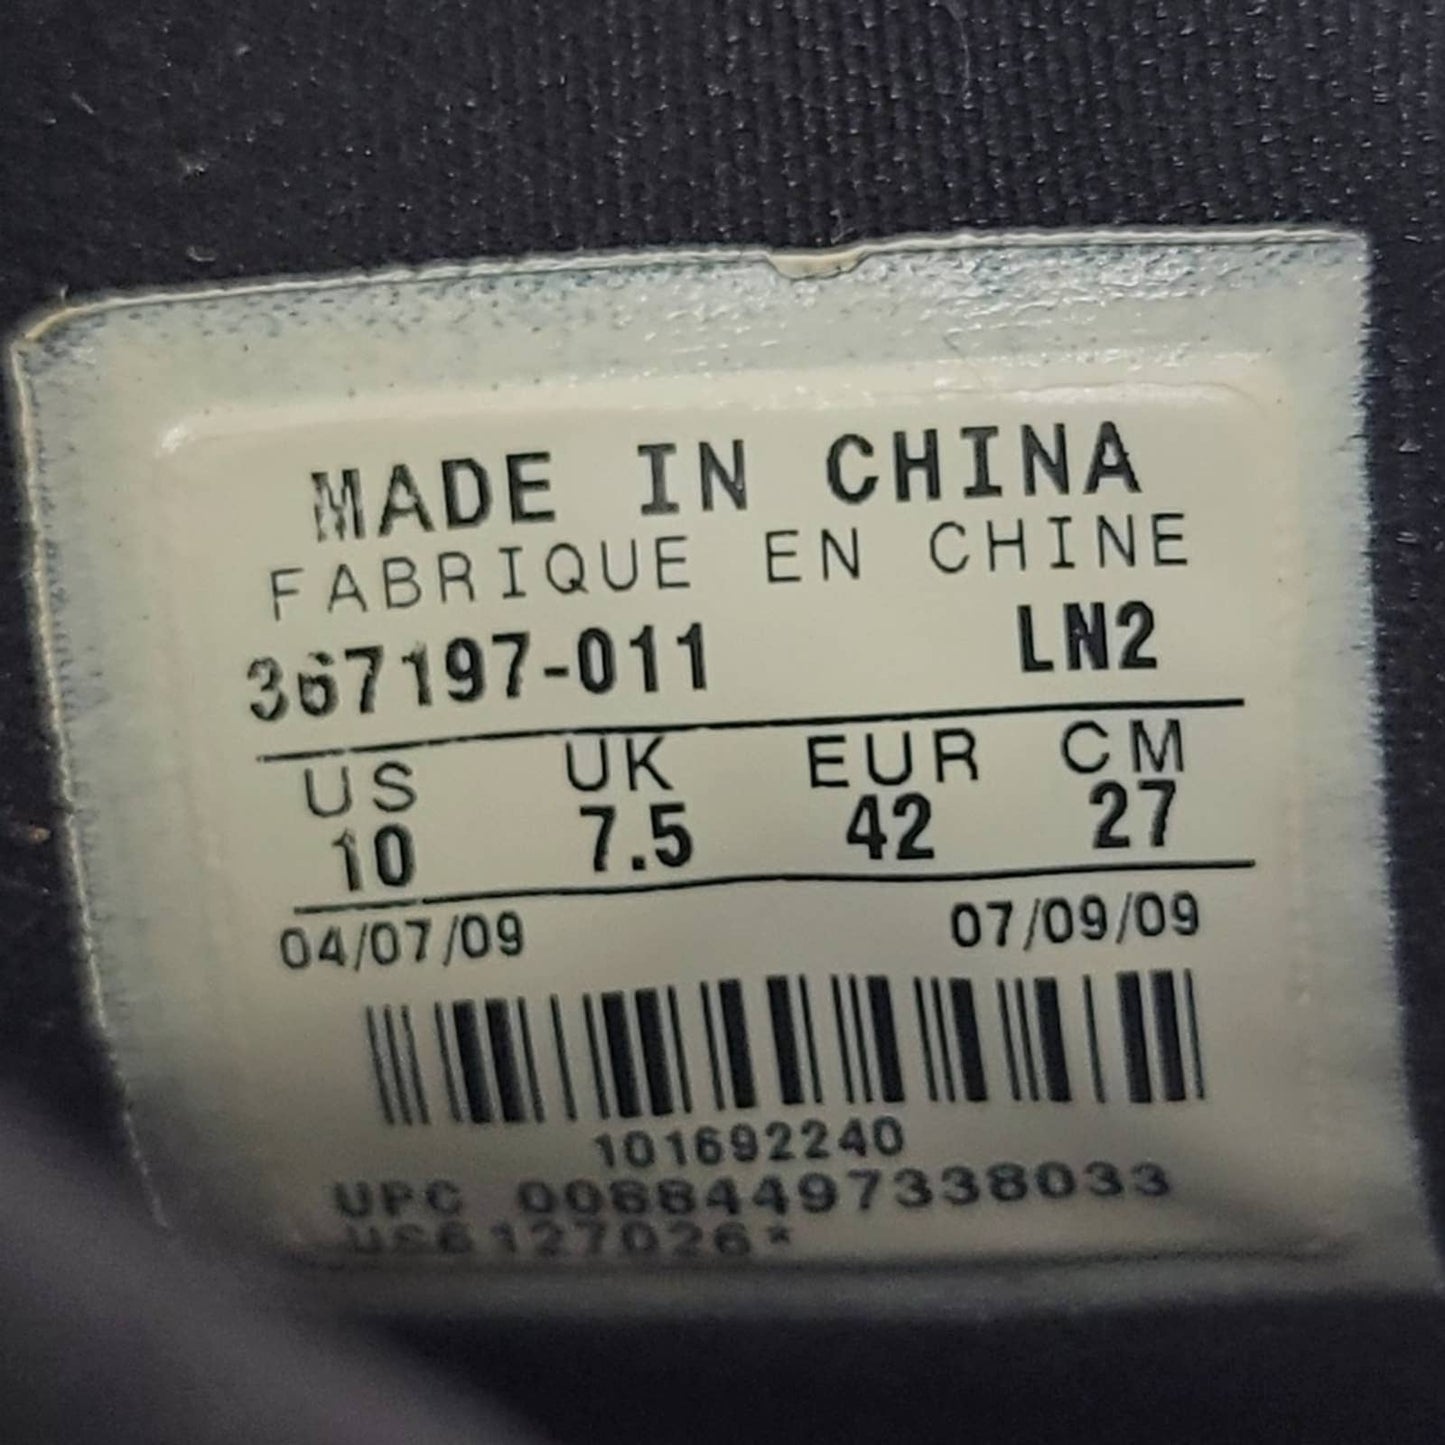 MADE IN CHINA
FABRIQUE EN CHINE
367197-011 LN2
US UK EUR CM
10 7.5 42 27
04/07/09 07/09/09
101692240
UPC 00884497338033
US6127026*